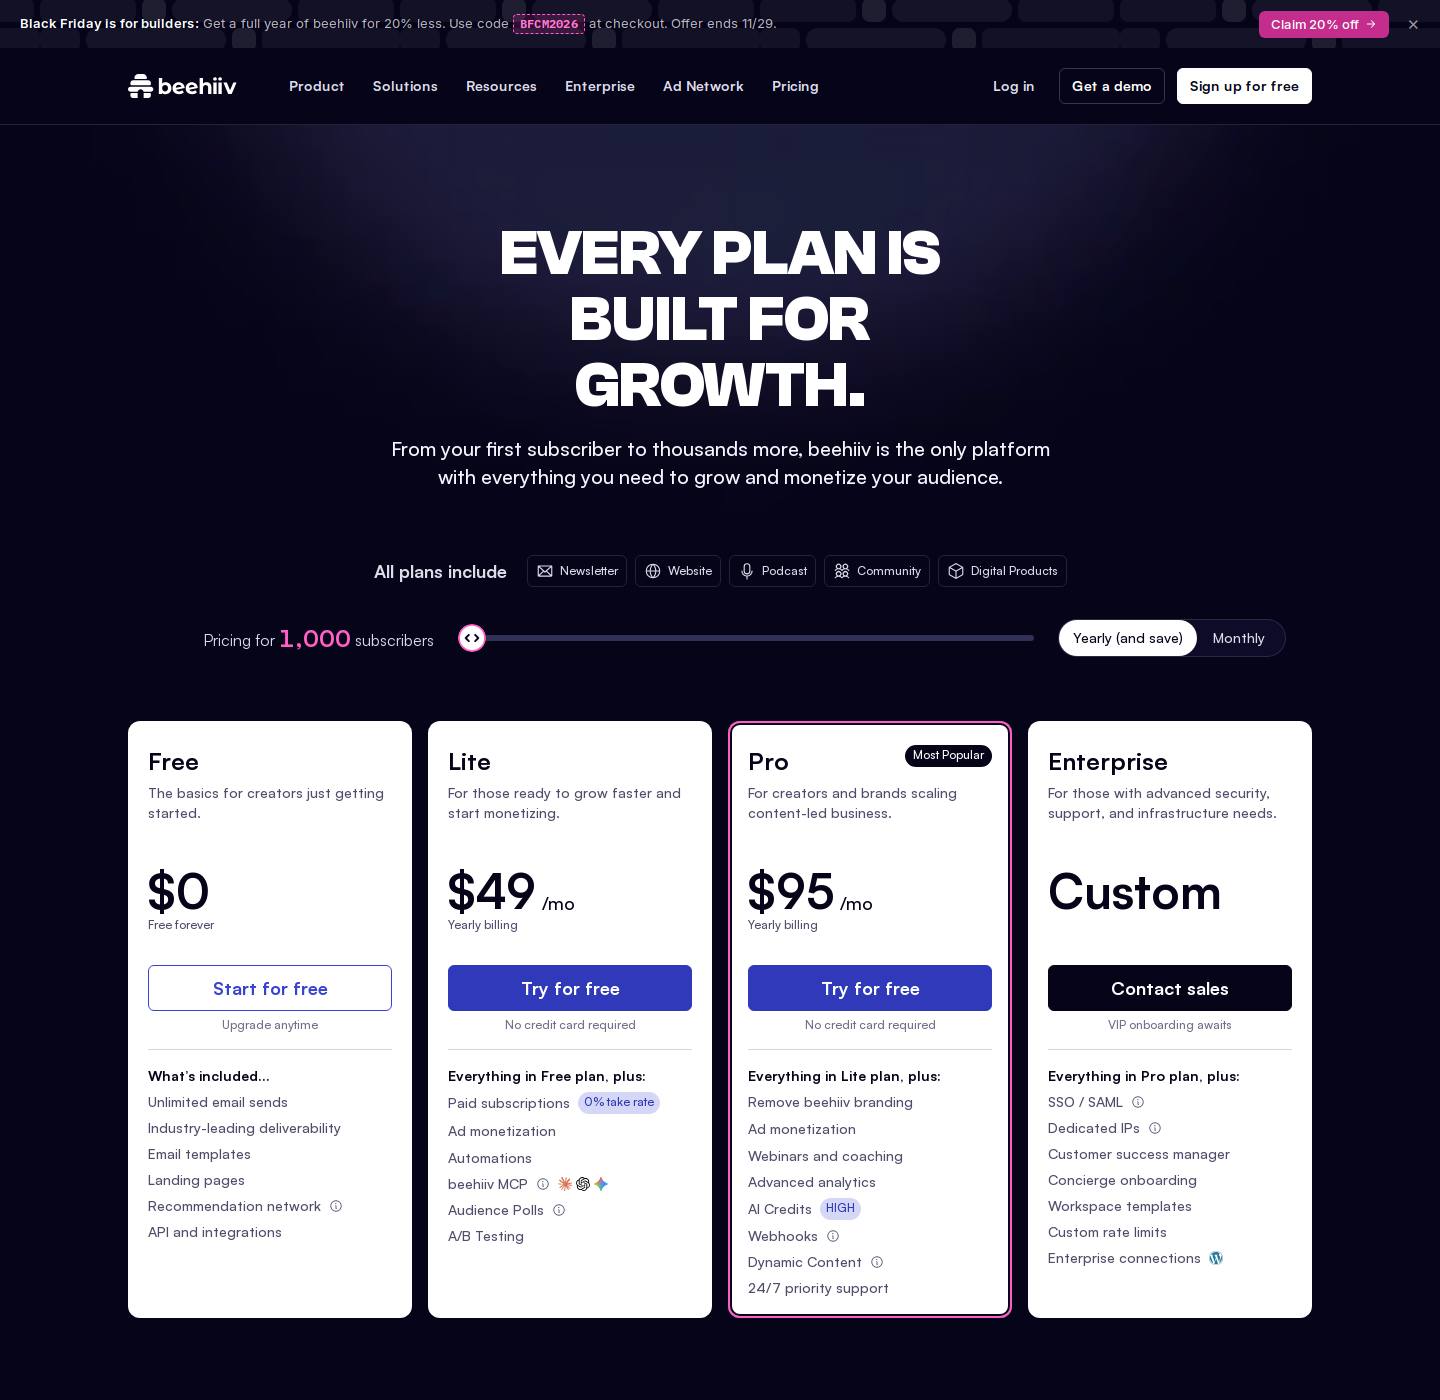 Black Friday is for builders: Get a full year of beehiiv for 20% less. Use code BFCM2026 at checkout. Offer ends 11/29.
Claim 20% off →
beehiiv
Product Solutions Resources Enterprise Ad Network Pricing
Log in Get a demo Sign up for free
EVERY PLAN IS
BUILT FOR
GROWTH.
From your first subscriber to thousands more, beehiiv is the only platform
with everything you need to grow and monetize your audience.
All plans include Newsletter Website Podcast Community Digital Products
Pricing for 1,000 subscribers
Yearly (and save) Monthly
Free
The basics for creators just getting
started.
$0
Free forever
Start for free
Upgrade anytime
What's included...
Unlimited email sends
Industry-leading deliverability
Email templates
Landing pages
Recommendation network
API and integrations
Lite
For those ready to grow faster and
start monetizing.
$49 /mo
Yearly billing
Try for free
No credit card required
Everything in Free plan, plus:
Paid subscriptions 0% take rate
Ad monetization
Automations
beehiiv MCP
Audience Polls
A/B Testing
Pro
Most Popular
For creators and brands scaling
content-led business.
$95 /mo
Yearly billing
Try for free
No credit card required
Everything in Lite plan, plus:
Remove beehiiv branding
Ad monetization
Webinars and coaching
Advanced analytics
AI Credits HIGH
Webhooks
Dynamic Content
24/7 priority support
Enterprise
For those with advanced security,
support, and infrastructure needs.
Custom
Contact sales
VIP onboarding awaits
Everything in Pro plan, plus:
SSO / SAML
Dedicated IPs
Customer success manager
Concierge onboarding
Workspace templates
Custom rate limits
Enterprise connections